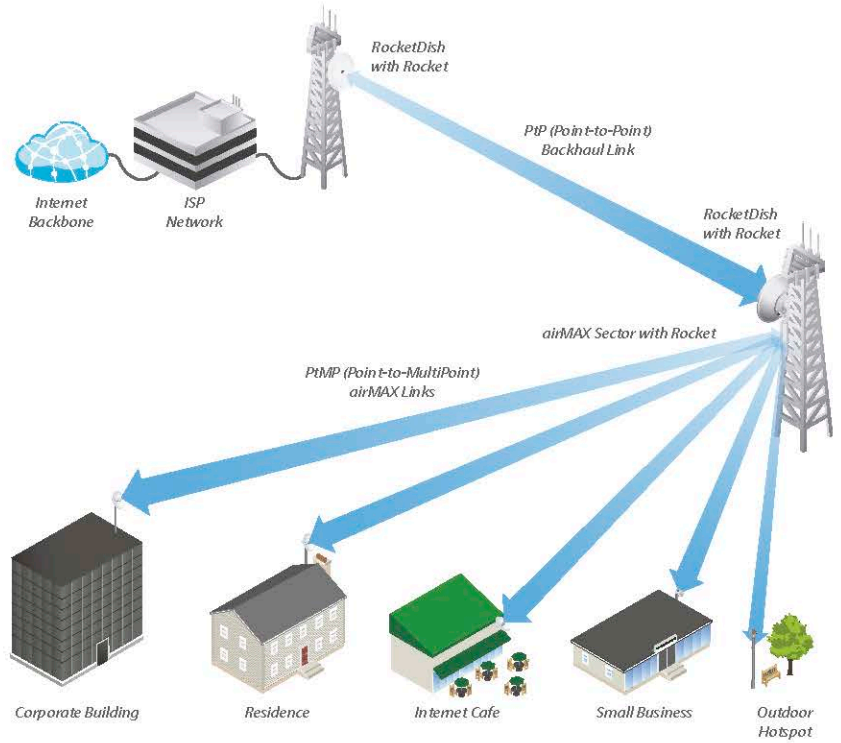 RocketDish
with Rocket
PtP (Point-to-Point)
Backhaul Link
Internet
Backbone
ISP
Network
RocketDish
with Rocket
airMAX Sector with Rocket
PtMP (Point-to-MultiPoint)
airMAX Links
Corporate Building
Residence
Internet Cafe
Small Business
Outdoor
Hotspot